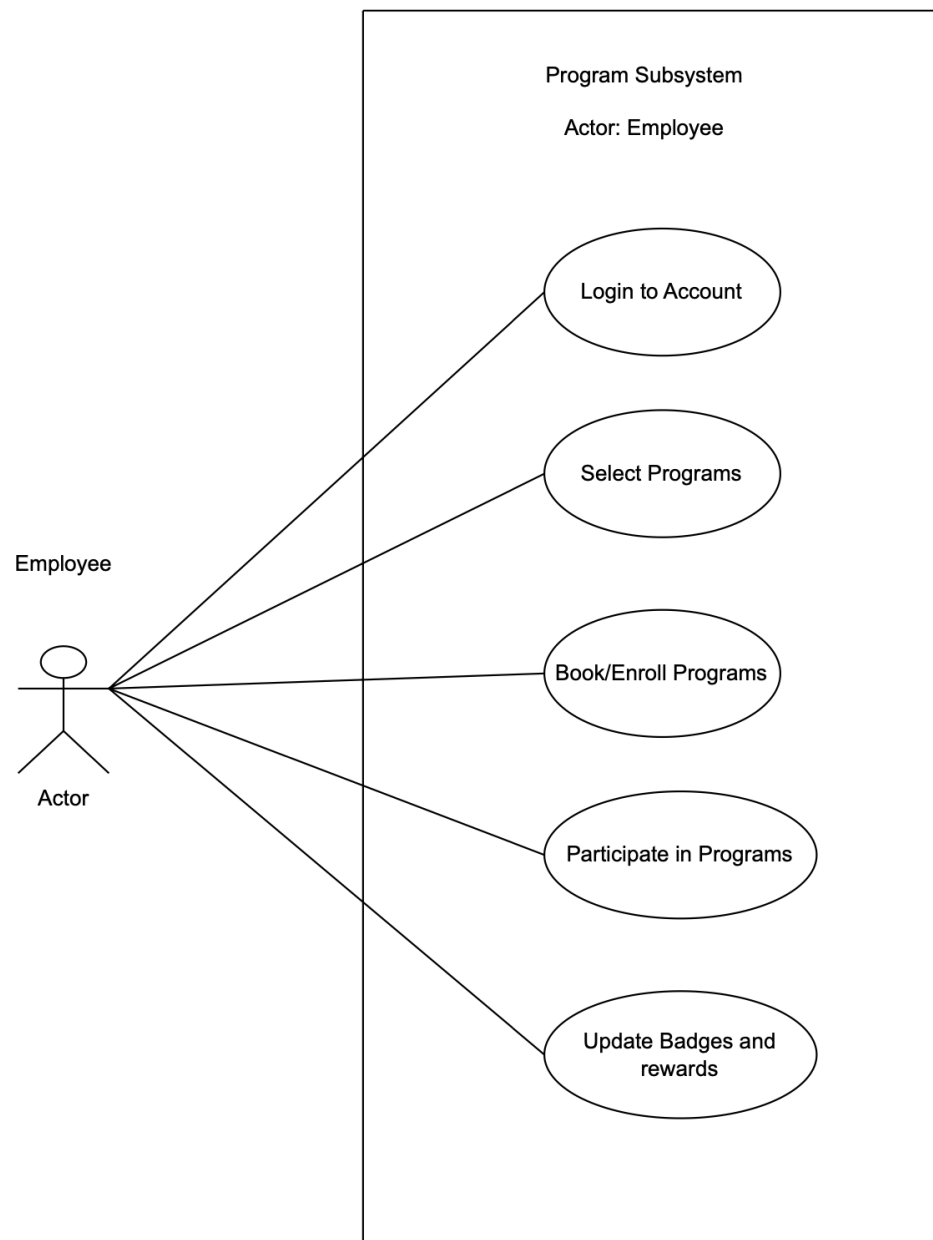 Program Subsystem
Actor: Employee
Login to Account
Select Programs
Employee
Book/Enroll Programs
Actor
Participate in Programs
Update Badges and
rewards